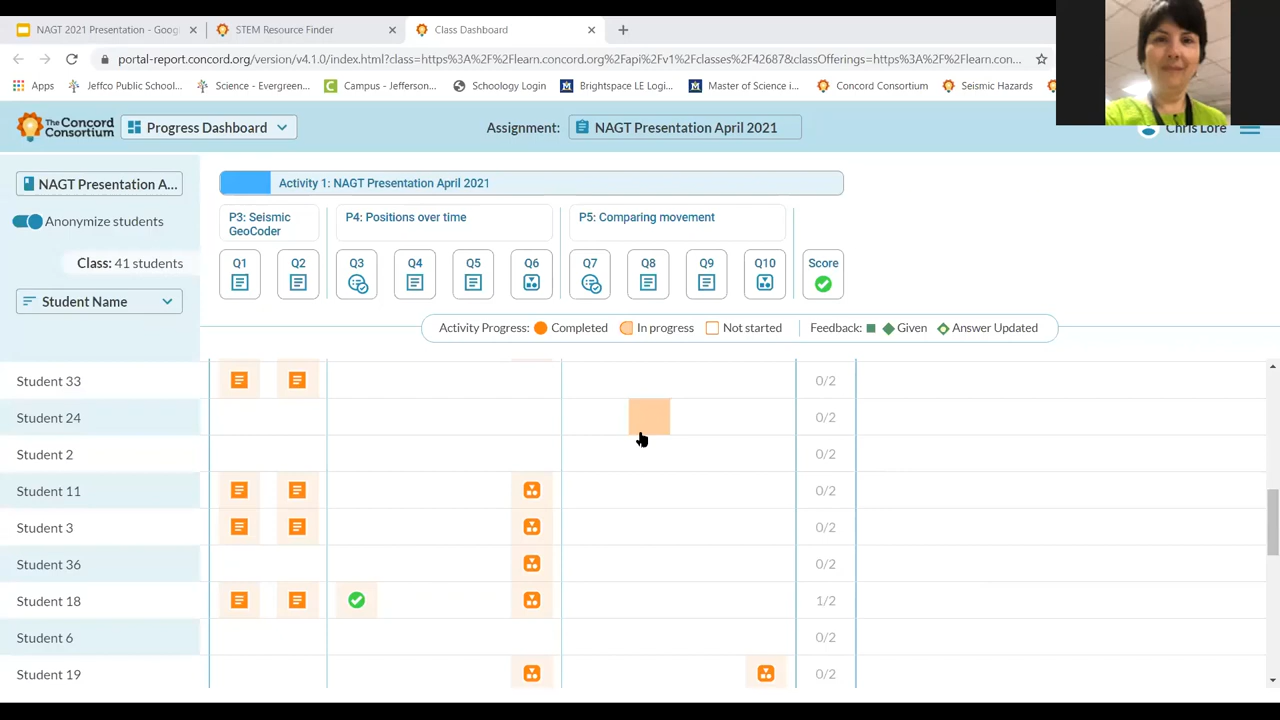 NAGT 2021 Presentation - Goog
STEM Resource Finder
Class Dashboard
portal-report.concord.org/version/v4.1.0/index.html?class=https%3A%2F%2Flearn.concord.org%2Fapi%2Fv1%2Fclasses%2F42687&classOfferings=https%3A%2F%2Flearn.con...
Apps
Jeffco Public School...
Science - Evergreen...
Campus - Jefferson...
Schoology Login
Brightspace LE Logi...
Master of Science i...
Concord Consortium
Seismic Hazards
The Concord Consortium
Progress Dashboard
Assignment:
NAGT Presentation April 2021
Chris Lore
NAGT Presentation A...
Activity 1: NAGT Presentation April 2021
Anonymize students
P3: Seismic GeoCoder
P4: Positions over time
P5: Comparing movement
Class: 41 students
Q1 Q2 Q3 Q4 Q5 Q6 Q7 Q8 Q9 Q10 Score
Student Name
Activity Progress: Completed In progress Not started Feedback: Given Answer Updated
Student 33 0/2
Student 24 0/2
Student 2 0/2
Student 11 0/2
Student 3 0/2
Student 36 0/2
Student 18 1/2
Student 6 0/2
Student 19 0/2